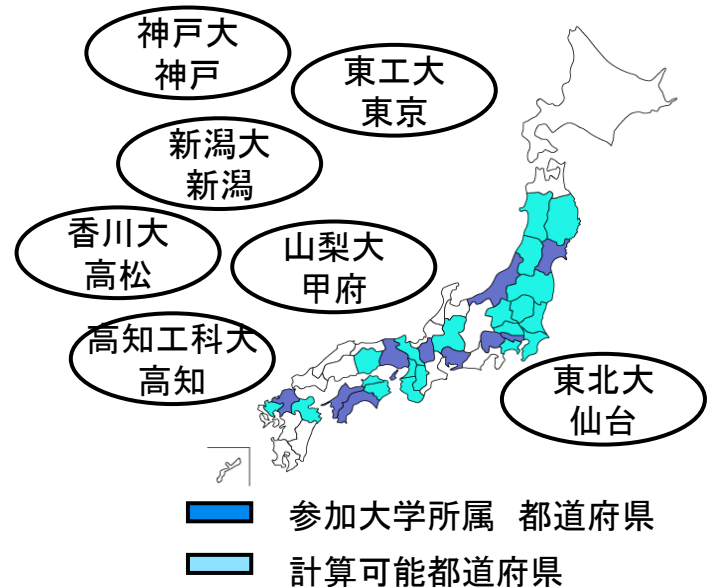 神戸大
神戸
東工大
東京
新潟大
新潟
香川大
高松
山梨大
甲府
高知工科大
高知
東北大
仙台
参加大学所属 都道府県
計算可能都道府県